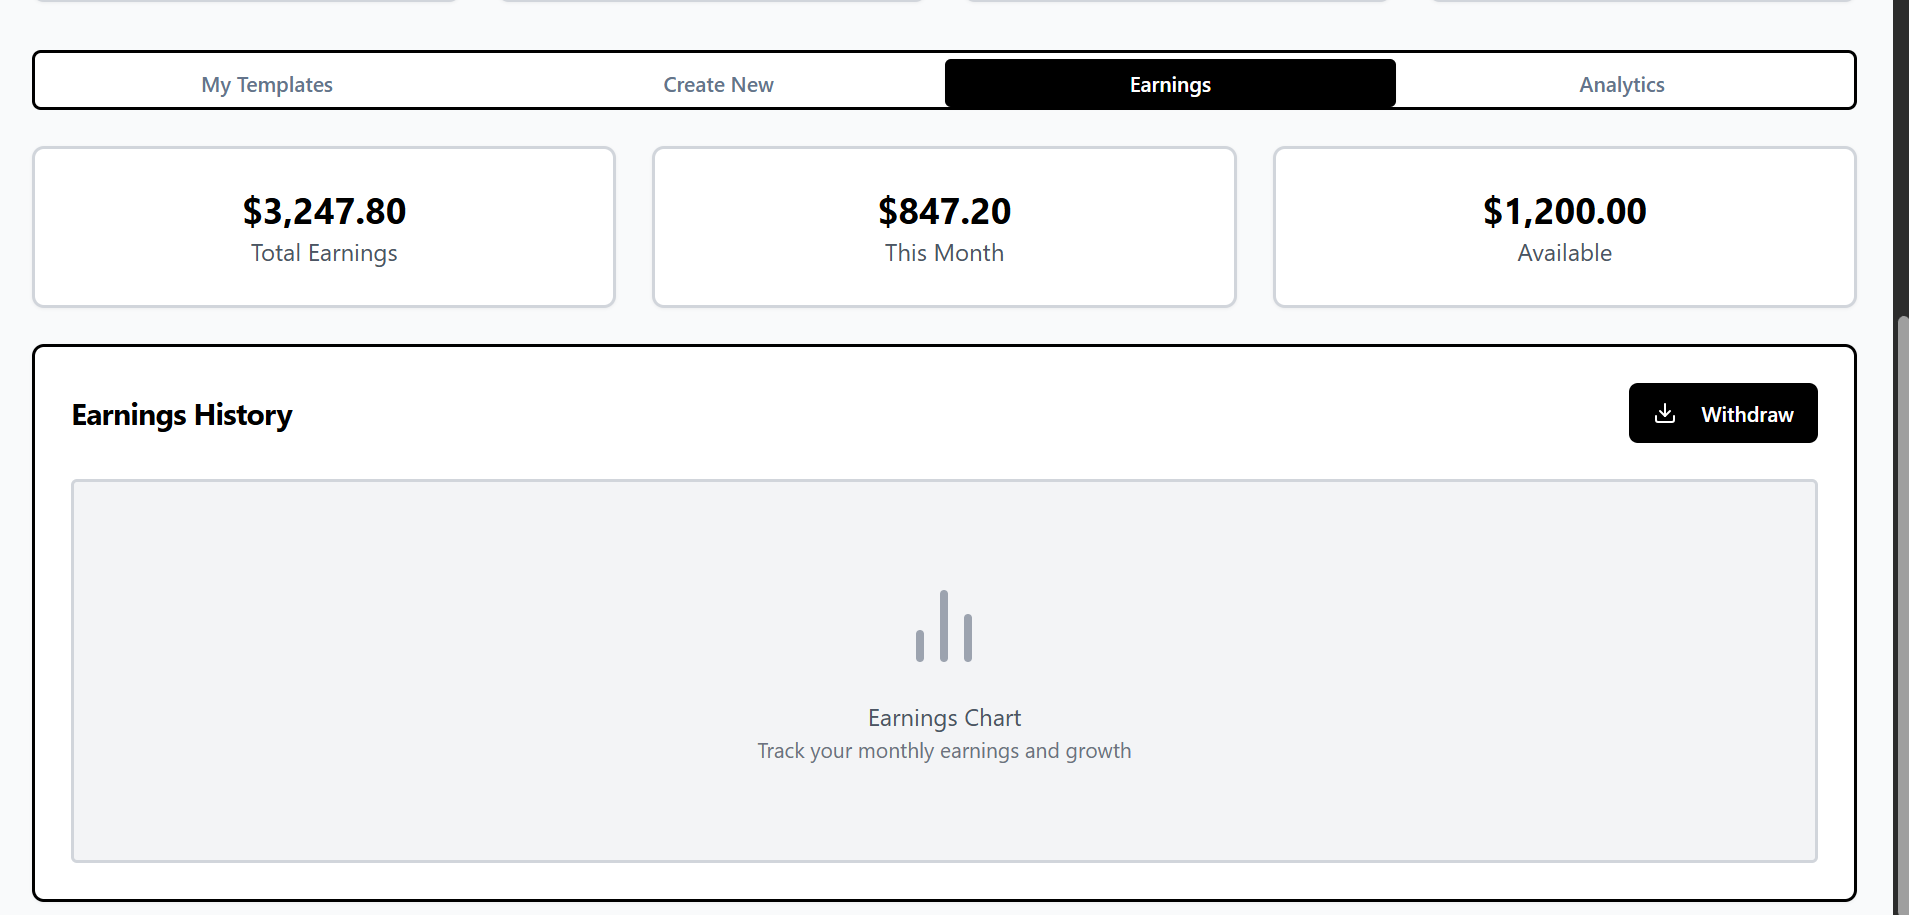 My Templates
Create New
Earnings
Analytics
$3,247.80
Total Earnings
$847.20
This Month
$1,200.00
Available
Earnings History
Withdraw
Earnings Chart
Track your monthly earnings and growth